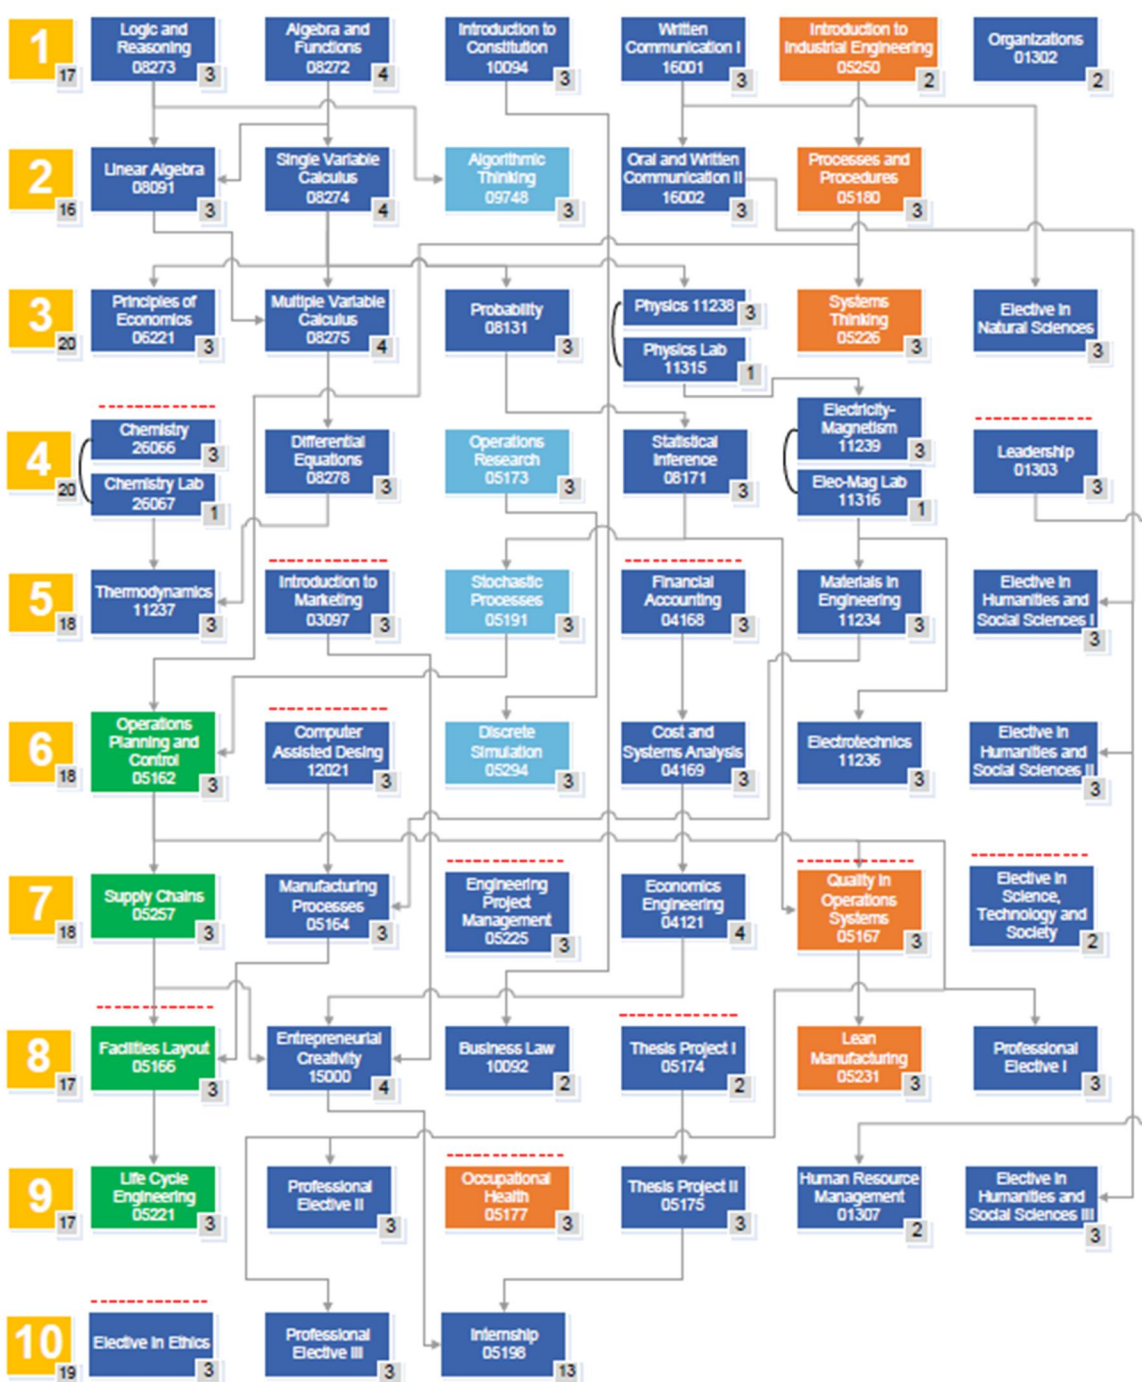 1
17
Logic and
Reasoning
08273
3
Algebra and
Functions
08272
4
Introduction to
Constitution
10094
3
Written
Communication I
16001
3
Introduction to
Industrial Engineering
05250
2
Organizations
01302
2
2
16
Linear Algebra
08091
3
Single Variable
Calculus
08274
4
Algorithmic
Thinking
09748
3
Oral and Written
Communication II
16002
3
Processes and
Procedures
05180
3
3
20
Principles of
Economics
06221
3
Multiple Variable
Calculus
08275
4
Probability
08131
3
Physics 11238
3
Physics Lab
11315
1
Systems
Thinking
05226
3
Elective in
Natural Sciences
3
4
20
Chemistry
26066
3
Chemistry Lab
26067
1
Differential
Equations
08278
3
Operations
Research
05173
3
Statistical
Inference
08171
3
Electricity-
Magnetism
11239
3
Eleo-Mag Lab
11316
1
Leadership
01303
3
5
18
Thermodynamics
11237
3
Introduction to
Marketing
03097
3
Stochastic
Processes
05191
3
Financial
Accounting
04168
3
Materials in
Engineering
11234
3
Elective in
Humanities and
Social Sciences I
3
6
18
Operations
Planning and
Control
05162
3
Computer
Assisted Desing
12021
3
Discrete
Simulation
05294
3
Cost and
Systems Analysis
04169
3
Electrotechnics
11236
3
Elective in
Humanities and
Social Sciences II
3
7
18
Supply Chains
05257
3
Manufacturing
Processes
05164
3
Engineering
Project
Management
05225
3
Economics
Engineering
04121
4
Quality in
Operations
Systems
05167
3
Elective in
Science,
Technology and
Society
2
8
17
Facilities Layout
05166
3
Entrepreneurial
Creativity
15000
4
Business Law
10092
2
Thesis Project I
05174
2
Lean
Manufacturing
05231
3
Professional
Elective I
3
9
17
Life Cycle
Engineering
05221
3
Professional
Elective II
3
Occupational
Health
05177
3
Thesis Project II
05175
3
Human Resource
Management
01307
2
Elective in
Humanities and
Social Sciences III
3
10
19
Elective in Ethics
3
Professional
Elective III
3
Internship
05198
13